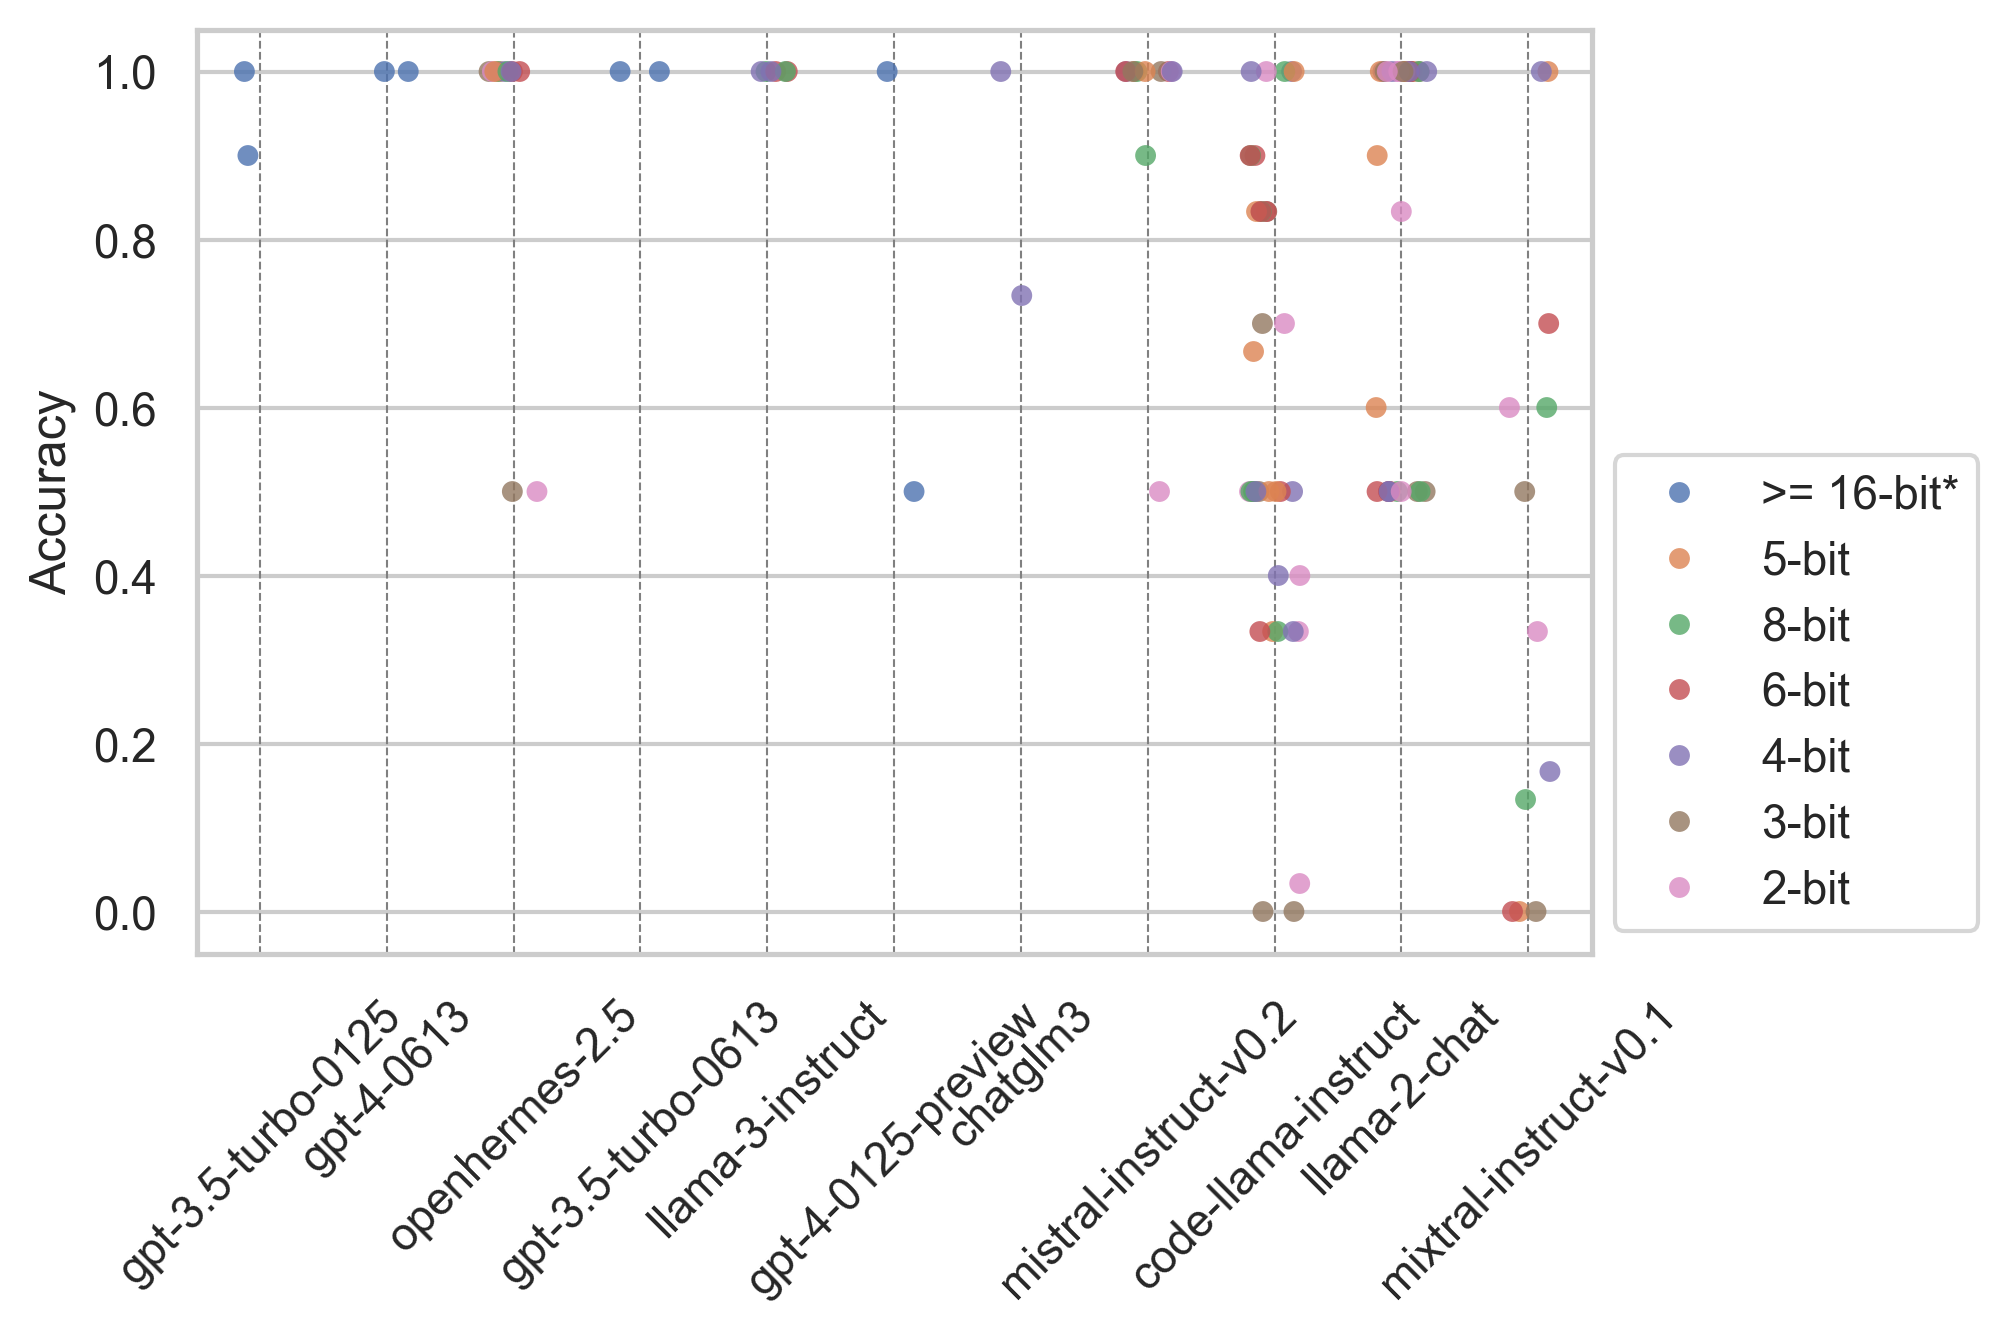 1.0
0.8
0.6
0.4
0.2
0.0
Accuracy
>= 16-bit*
5-bit
8-bit
6-bit
4-bit
3-bit
2-bit
gpt-3.5-turbo-0125
gpt-4-0613
openhermes-2.5
gpt-3.5-turbo-0613
llama-3-instruct
gpt-4-0125-preview
chatglm3
mistral-instruct-v0.2
code-llama-instruct
llama-2-chat
mixtral-instruct-v0.1